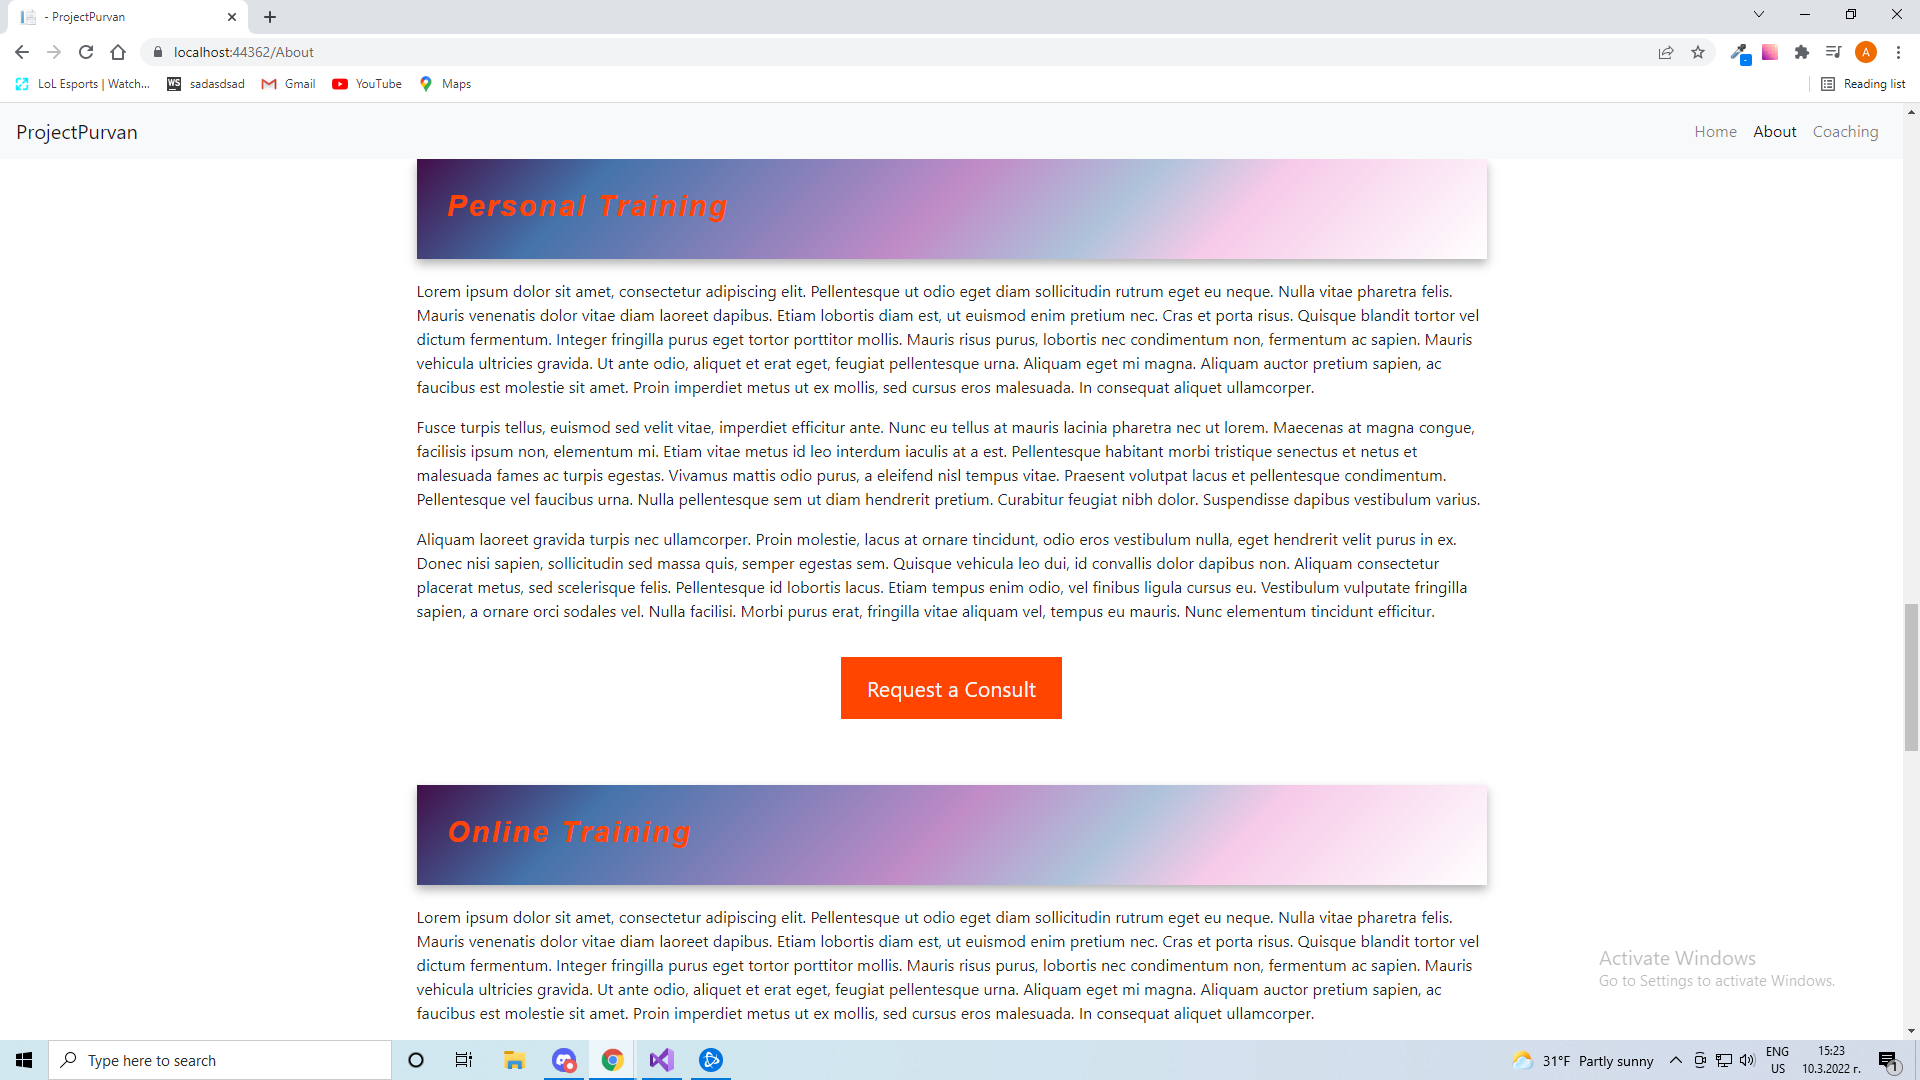 - ProjectPurvan
localhost:44362/About
LoL Esports | Watch...
WS sadasdsad
Gmail
YouTube
Maps
A
Reading list
ProjectPurvan
Home About Coaching
Personal Training
Lorem ipsum dolor sit amet, consectetur adipiscing elit. Pellentesque ut odio eget diam sollicitudin rutrum eget eu neque. Nulla vitae pharetra felis.
Mauris venenatis dolor vitae diam laoreet dapibus. Etiam lobortis diam est, ut euismod enim pretium nec. Cras et porta risus. Quisque blandit tortor vel
dictum fermentum. Integer fringilla purus eget tortor porttitor mollis. Mauris risus purus, lobortis nec condimentum non, fermentum ac sapien. Mauris
vehicula ultricies gravida. Ut ante odio, aliquet et erat eget, feugiat pellentesque urna. Aliquam eget mi magna. Aliquam auctor pretium sapien, ac
faucibus est molestie sit amet. Proin imperdiet metus ut ex mollis, sed cursus eros malesuada. In consequat aliquet ullamcorper.
Fusce turpis tellus, euismod sed velit vitae, imperdiet efficitur ante. Nunc eu tellus at mauris lacinia pharetra nec ut lorem. Maecenas at magna congue,
facilisis ipsum non, elementum mi. Etiam vitae metus id leo interdum iaculis at a est. Pellentesque habitant morbi tristique senectus et netus et
malesuada fames ac turpis egestas. Vivamus mattis odio purus, a eleifend nisl tempus vitae. Praesent volutpat lacus et pellentesque condimentum.
Pellentesque vel faucibus urna. Nulla pellentesque sem ut diam hendrerit pretium. Curabitur feugiat nibh dolor. Suspendisse dapibus vestibulum varius.
Aliquam laoreet gravida turpis nec ullamcorper. Proin molestie, lacus at ornare tincidunt, odio eros vestibulum nulla, eget hendrerit velit purus in ex.
Donec nisi sapien, sollicitudin sed massa quis, semper egestas sem. Quisque vehicula leo dui, id convallis dolor dapibus non. Aliquam consectetur
placerat metus, sed scelerisque felis. Pellentesque id lobortis lacus. Etiam tempus enim odio, vel finibus ligula cursus eu. Vestibulum vulputate fringilla
sapien, a ornare orci sodales vel. Nulla facilisi. Morbi purus erat, fringilla vitae aliquam vel, tempus eu mauris. Nunc elementum tincidunt efficitur.
Request a Consult
Online Training
Lorem ipsum dolor sit amet, consectetur adipiscing elit. Pellentesque ut odio eget diam sollicitudin rutrum eget eu neque. Nulla vitae pharetra felis.
Mauris venenatis dolor vitae diam laoreet dapibus. Etiam lobortis diam est, ut euismod enim pretium nec. Cras et porta risus. Quisque blandit tortor vel
dictum fermentum. Integer fringilla purus eget tortor porttitor mollis. Mauris risus purus, lobortis nec condimentum non, fermentum ac sapien. Mauris
vehicula ultricies gravida. Ut ante odio, aliquet et erat eget, feugiat pellentesque urna. Aliquam eget mi magna. Aliquam auctor pretium sapien, ac
faucibus est molestie sit amet. Proin imperdiet metus ut ex mollis, sed cursus eros malesuada. In consequat aliquet ullamcorper.
Activate Windows
Go to Settings to activate Windows.
Type here to search
31°F Partly sunny
ENG
US
15:23
10.3.2022 г.
1